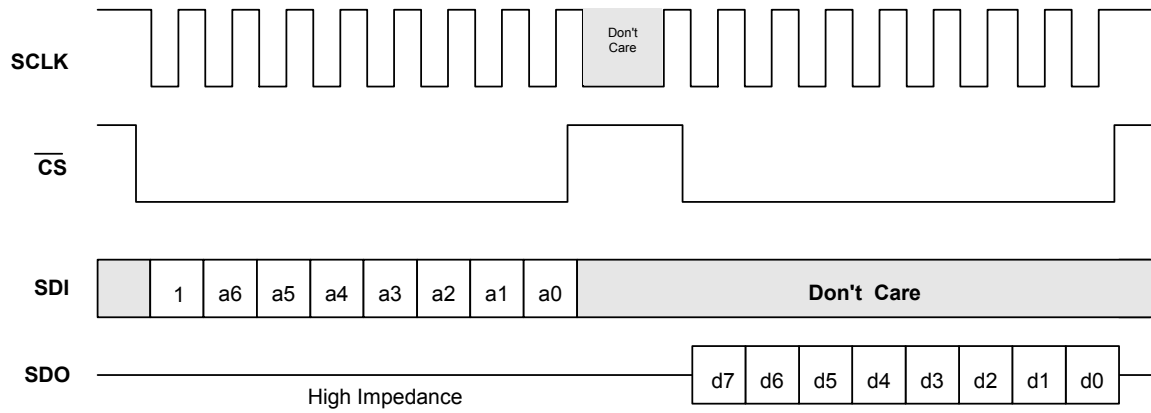 SCLK
Don't
Care
CS
SDI
1 a6 a5 a4 a3 a2 a1 a0
Don't Care
SDO
d7 d6 d5 d4 d3 d2 d1 d0
High Impedance